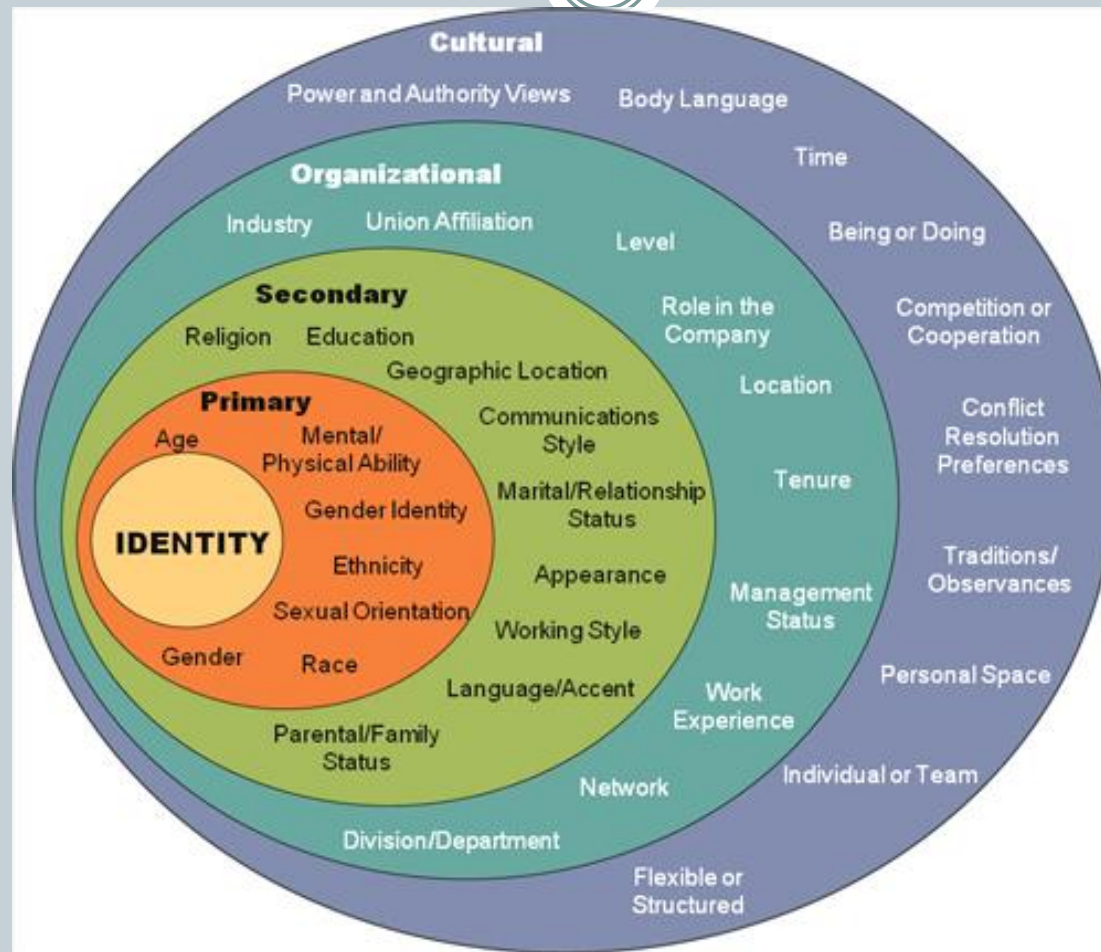 Cultural
Power and Authority Views
Body Language
Time
Being or Doing
Competition or
Cooperation
Conflict
Resolution
Preferences
Traditions/
Observances
Personal Space
Individual or Team
Flexible or
Structured
Organizational
Industry
Union Affiliation
Level
Role in the
Company
Location
Tenure
Management
Status
Work
Experience
Network
Division/Department
Secondary
Religion
Education
Geographic Location
Communications
Style
Marital/Relationship
Status
Appearance
Working Style
Language/Accent
Parental/Family
Status
Primary
Age
Mental/
Physical Ability
Gender Identity
Ethnicity
Sexual Orientation
Gender
Race
IDENTITY